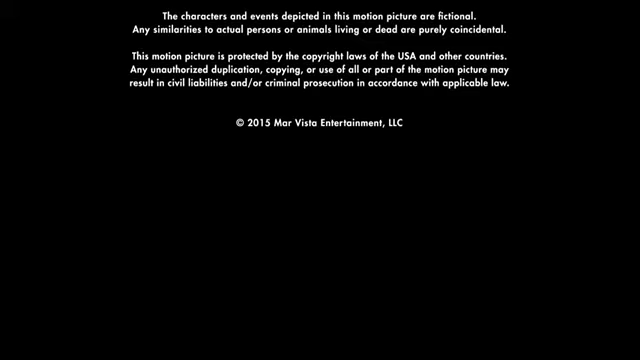 The characters and events depicted in this motion picture are fictional.
Any similarities to actual persons or animals living or dead are purely coincidental.
This motion picture is protected by the copyright laws of the USA and other countries.
Any unauthorized duplication, copying, or use of all or part of the motion picture may
result in civil liabilities and/or criminal prosecution in accordance with applicable law.
© 2015 Mar Vista Entertainment, LLC